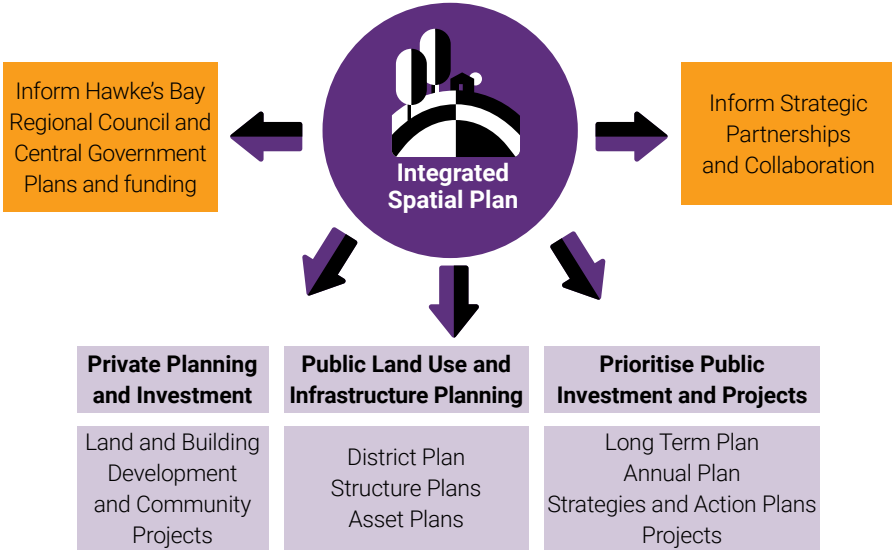 Inform Hawke's Bay
Regional Council and
Central Government
Plans and funding
Integrated
Spatial Plan
Inform Strategic
Partnerships
and Collaboration
Private Planning
and Investment
Land and Building
Development
and Community
Projects
Public Land Use and
Infrastructure Planning
District Plan
Structure Plans
Asset Plans
Prioritise Public
Investment and Projects
Long Term Plan
Annual Plan
Strategies and Action Plans
Projects